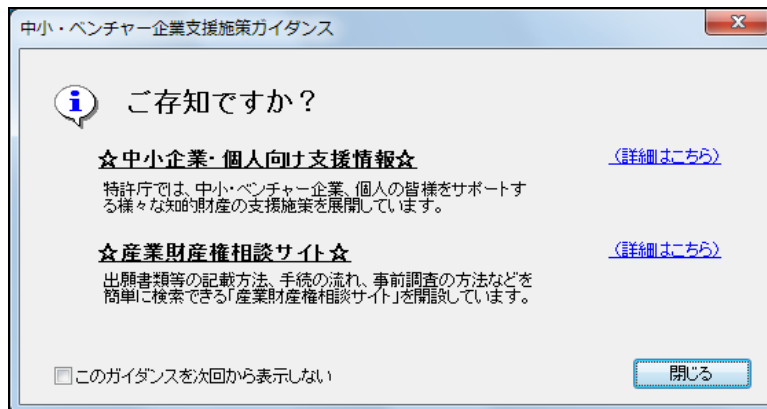 中小・ベンチャー企業支援施策ガイダンス
ご存知ですか？
☆中小企業・個人向け支援情報☆
（詳細はこちら）
特許庁では、中小・ベンチャー企業、個人の皆様をサポートす
る様々な知的財産の支援施策を展開しています。
☆産業財産権相談サイト☆
（詳細はこちら）
出願書類等の記載方法、手続の流れ、事前調査の方法などを
簡単に検索できる「産業財産権相談サイト」を開設しています。
このガイダンスを次回から表示しない
閉じる